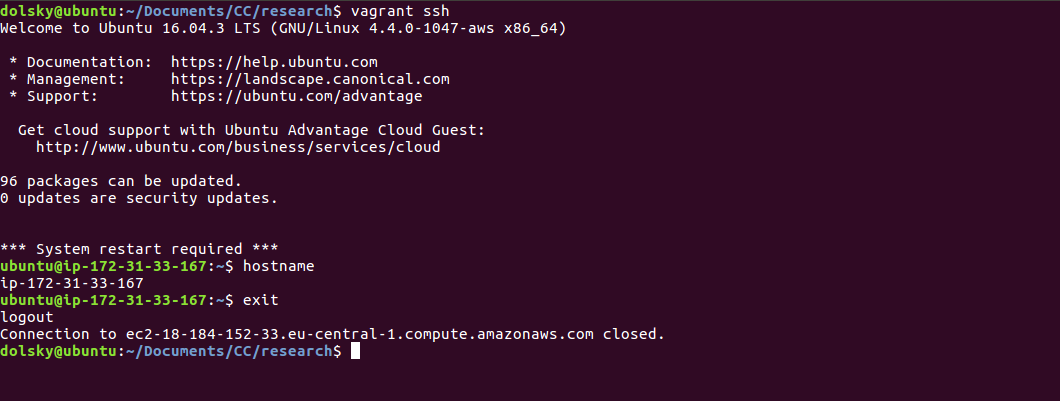 dolsky@ubuntu:~/Documents/CC/research$ vagrant ssh
Welcome to Ubuntu 16.04.3 LTS (GNU/Linux 4.4.0-1047-aws x86_64)
* Documentation:  https://help.ubuntu.com
* Management:     https://landscape.canonical.com
* Support:        https://ubuntu.com/advantage
Get cloud support with Ubuntu Advantage Cloud Guest:
http://www.ubuntu.com/business/services/cloud
96 packages can be updated.
0 updates are security updates.
*** System restart required ***
ubuntu@ip-172-31-33-167:~$ hostname
ip-172-31-33-167
ubuntu@ip-172-31-33-167:~$ exit
logout
Connection to ec2-18-184-152-33.eu-central-1.compute.amazonaws.com closed.
dolsky@ubuntu:~/Documents/CC/research$